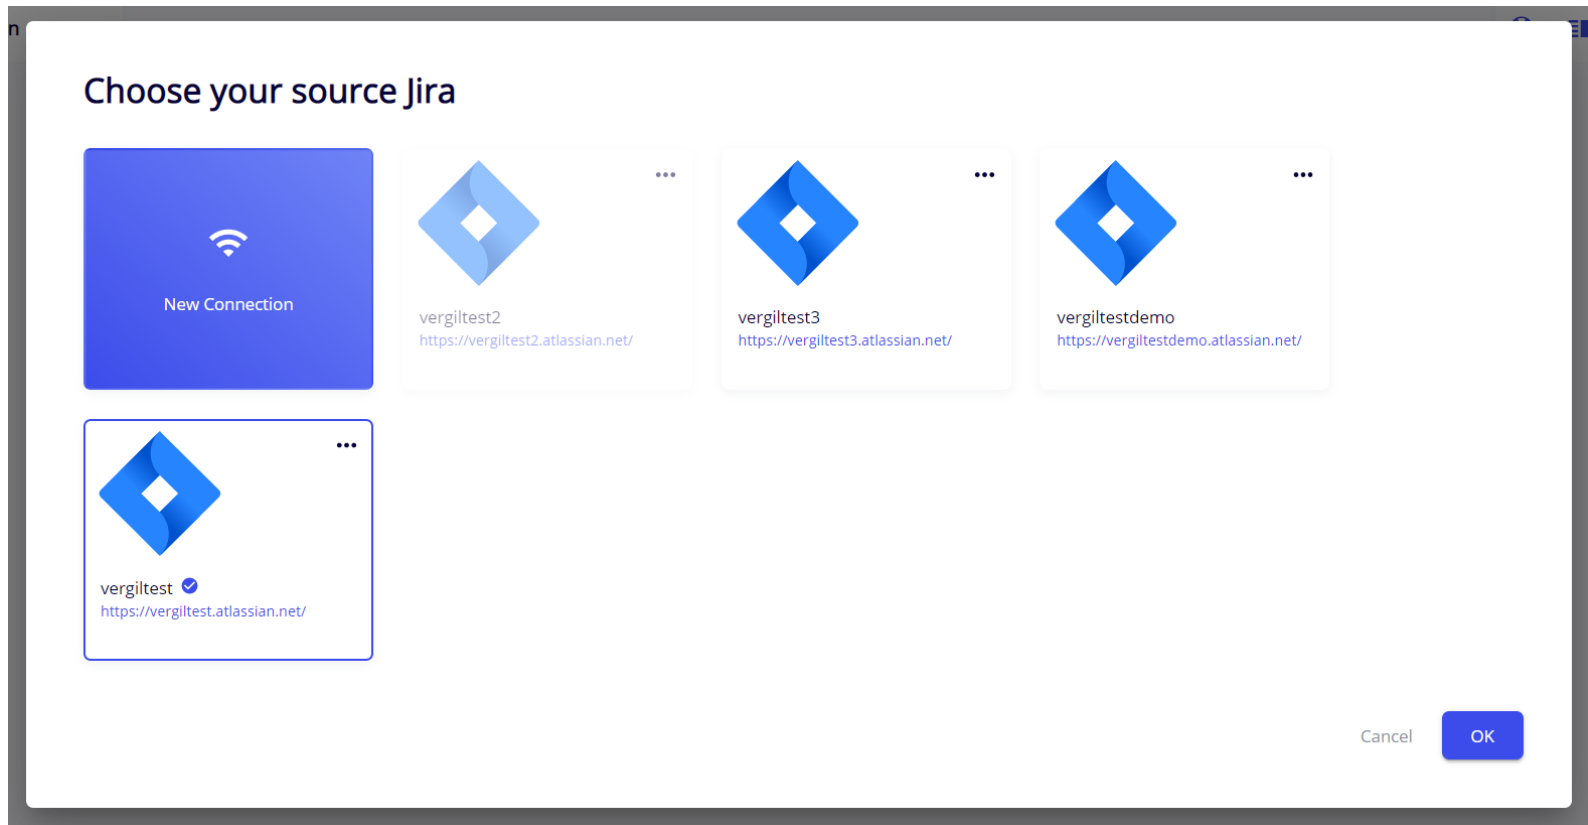 n
Choose your source Jira
New Connection
vergiltest2
https://vergiltest2.atlassian.net/
vergiltest3
https://vergiltest3.atlassian.net/
vergiltestdemo
https://vergiltestdemo.atlassian.net/
vergiltest
https://vergiltest.atlassian.net/
Cancel
OK